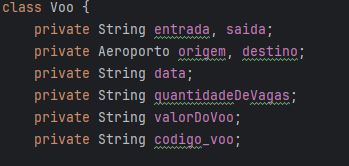 class Voo {
    private String entrada, saida;
    private Aeroporto origem, destino;
    private String data;
    private String quantidadeDeVagas;
    private String valorDoVoo;
    private String codigo_voo;